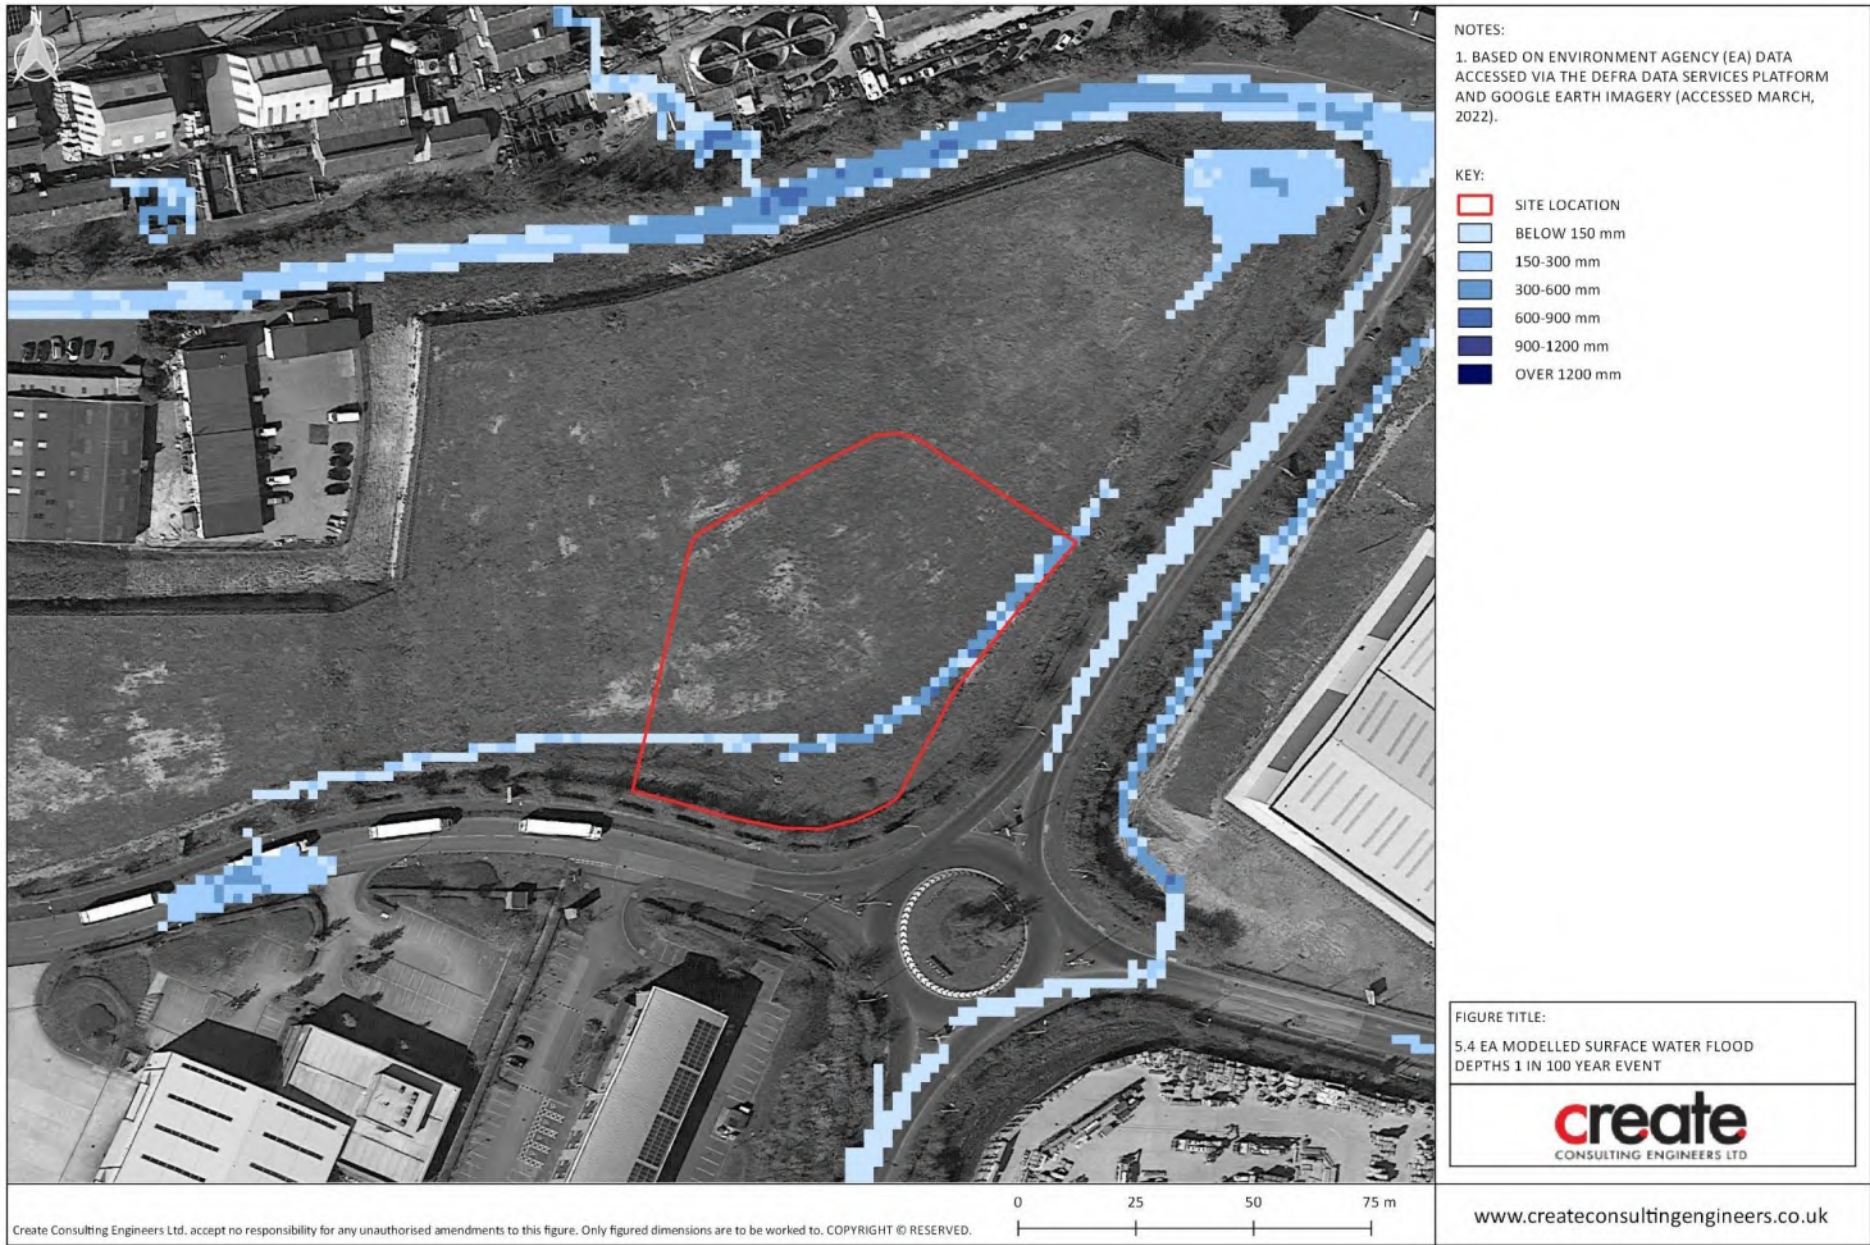 NOTES:
1. BASED ON ENVIRONMENT AGENCY (EA) DATA
ACCESSED VIA THE DEFRA DATA SERVICES PLATFORM
AND GOOGLE EARTH IMAGERY (ACCESSED MARCH,
2022).
KEY:
SITE LOCATION
BELOW 150 mm
150-300 mm
300-600 mm
600-900 mm
900-1200 mm
OVER 1200 mm
FIGURE TITLE:
5.4 EA MODELLED SURFACE WATER FLOOD
DEPTHS 1 IN 100 YEAR EVENT
create
CONSULTING ENGINEERS LTD
0 25 50 75 m
Create Consulting Engineers Ltd. accept no responsibility for any unauthorised amendments to this figure. Only figured dimensions are to be worked to. COPYRIGHT © RESERVED.
www.createconsultingengineers.co.uk